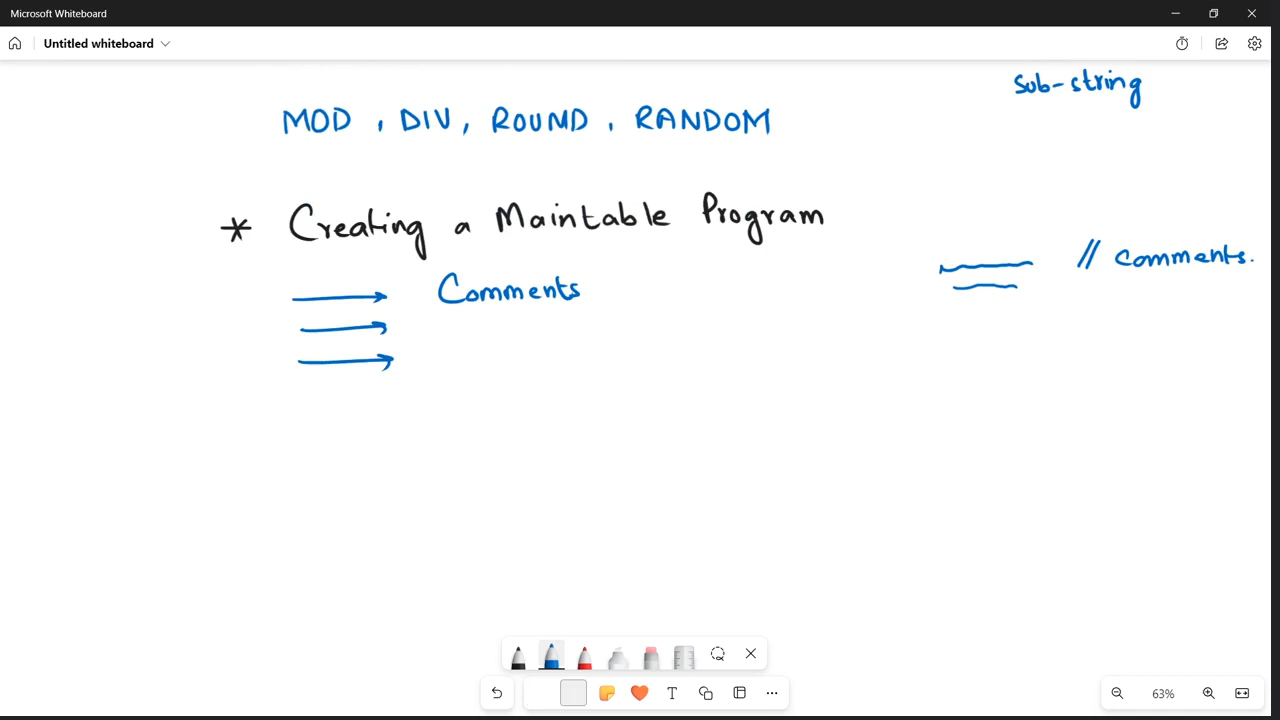 Microsoft Whiteboard
Untitled whiteboard
sub-string
MOD , DIV, ROUND , RANDOM
* Creating a Maintable Program
// comments.
Comments
63%